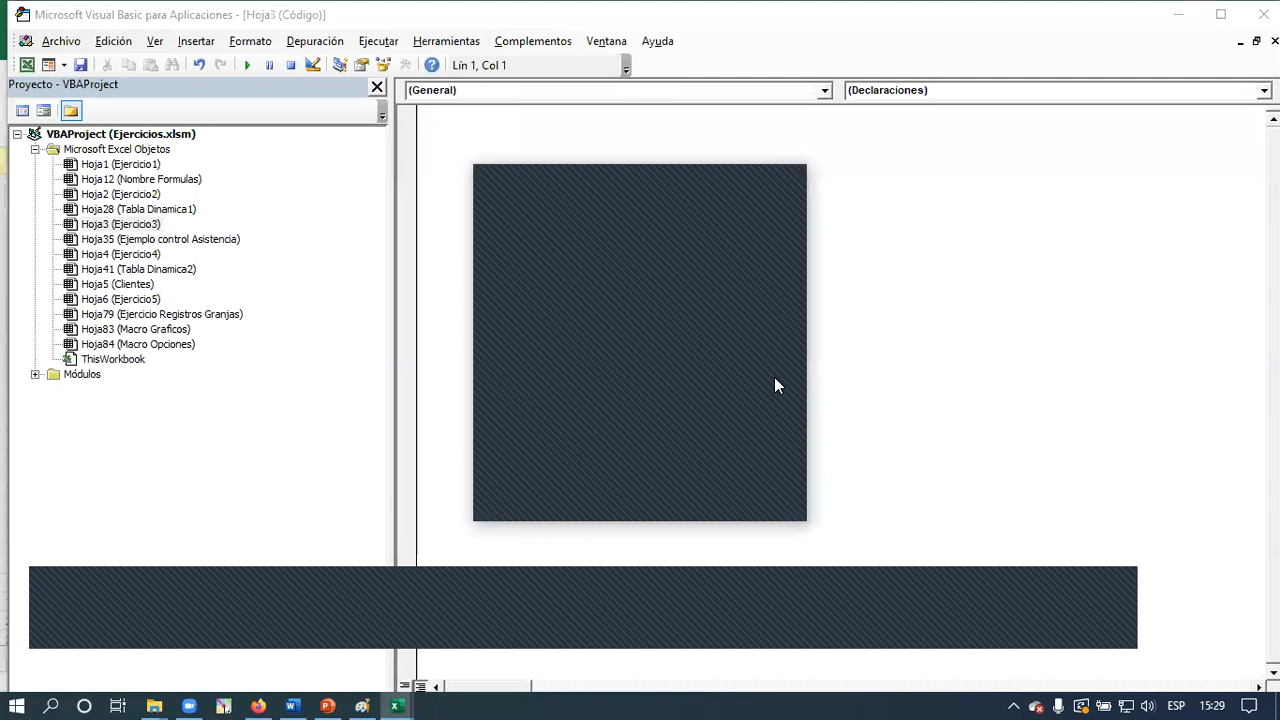 Microsoft Visual Basic para Aplicaciones - [Hoja3 (Código)]
Archivo Edición Ver Insertar Formato Depuración Ejecutar Herramientas Complementos Ventana Ayuda
Lín 1, Col 1
Proyecto - VBAProject
(General) (Declaraciones)
VBAProject (Ejercicios.xlsm)
Microsoft Excel Objetos
Hoja1 (Ejercicio1)
Hoja12 (Nombre Formulas)
Hoja2 (Ejercicio2)
Hoja28 (Tabla Dinamica1)
Hoja3 (Ejercicio3)
Hoja35 (Ejemplo control Asistencia)
Hoja4 (Ejercicio4)
Hoja41 (Tabla Dinamica2)
Hoja5 (Clientes)
Hoja6 (Ejercicio5)
Hoja79 (Ejercicio Registros Granjas)
Hoja83 (Macro Graficos)
Hoja84 (Macro Opciones)
ThisWorkbook
Módulos
ESP 15:29